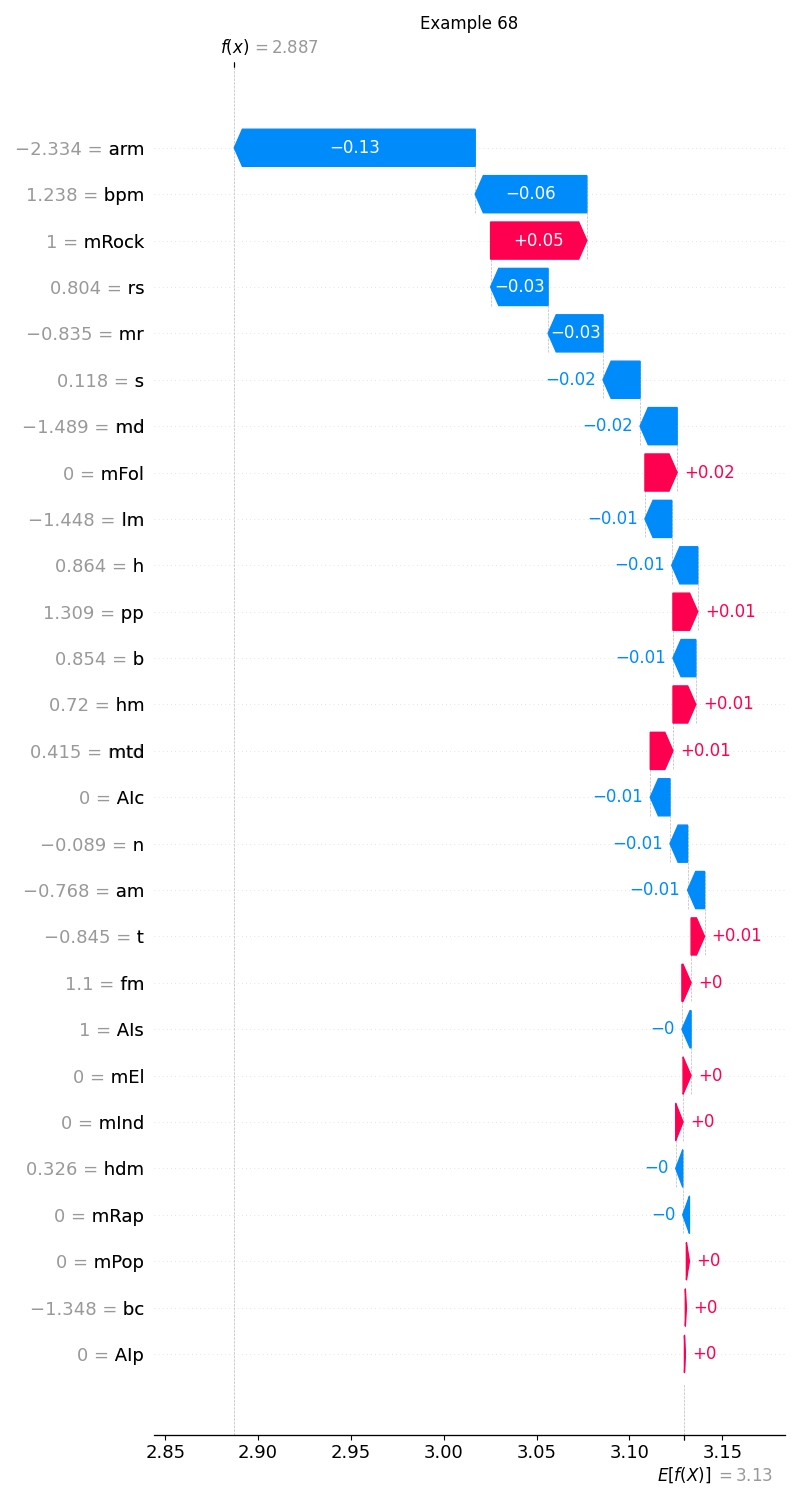 Example 68
f(x) = 2.887
−2.334 = arm −0.13
1.238 = bpm −0.06
1 = mRock +0.05
0.804 = rs −0.03
−0.835 = mr −0.03
0.118 = s −0.02
−1.489 = md −0.02
0 = mFol +0.02
−1.448 = lm −0.01
0.864 = h −0.01
1.309 = pp +0.01
0.854 = b −0.01
0.72 = hm +0.01
0.415 = mtd +0.01
0 = AIc −0.01
−0.089 = n −0.01
−0.768 = am −0.01
−0.845 = t +0.01
1.1 = fm +0
1 = AIs −0
0 = mEl +0
0 = mInd +0
0.326 = hdm −0
0 = mRap −0
0 = mPop +0
−1.348 = bc +0
0 = AIp +0
2.85 2.90 2.95 3.00 3.05 3.10 3.15
E[f(X)] = 3.13